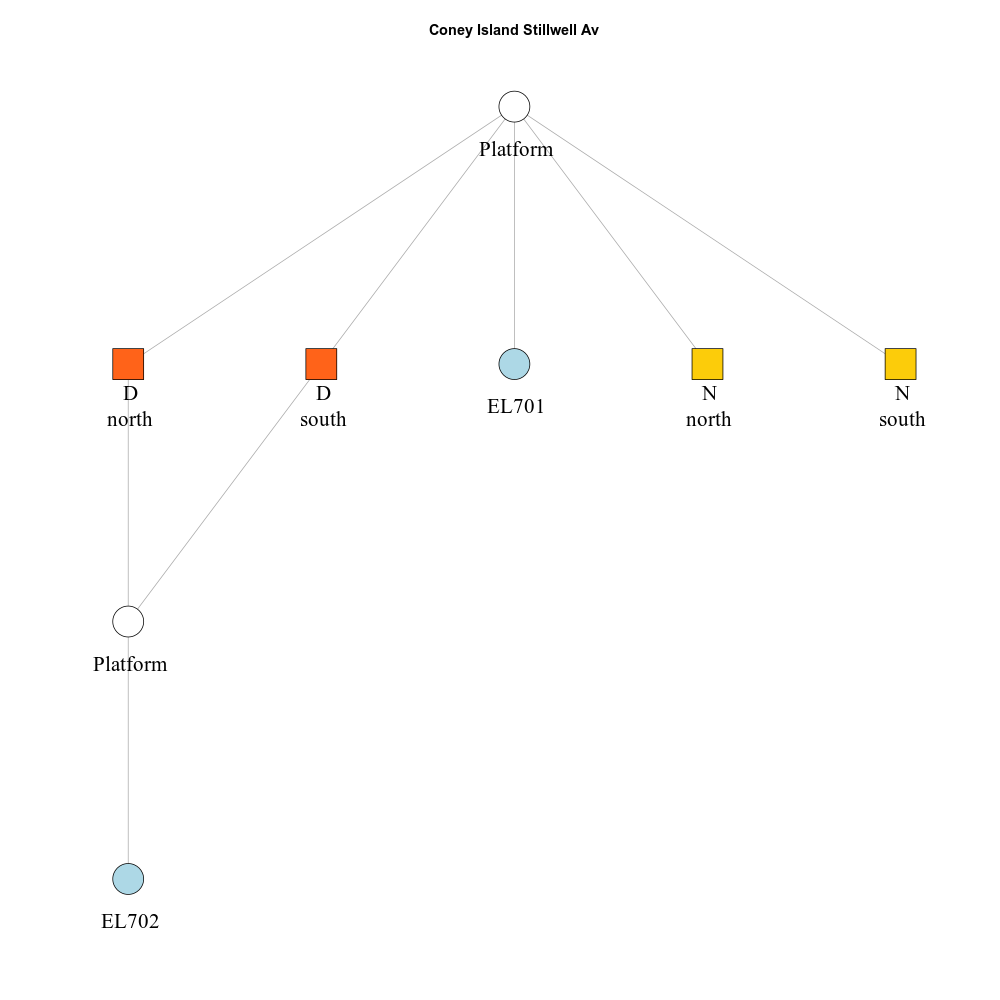 Coney Island Stillwell Av
Platform
D
north
D
south
EL701
N
north
N
south
Platform
EL702